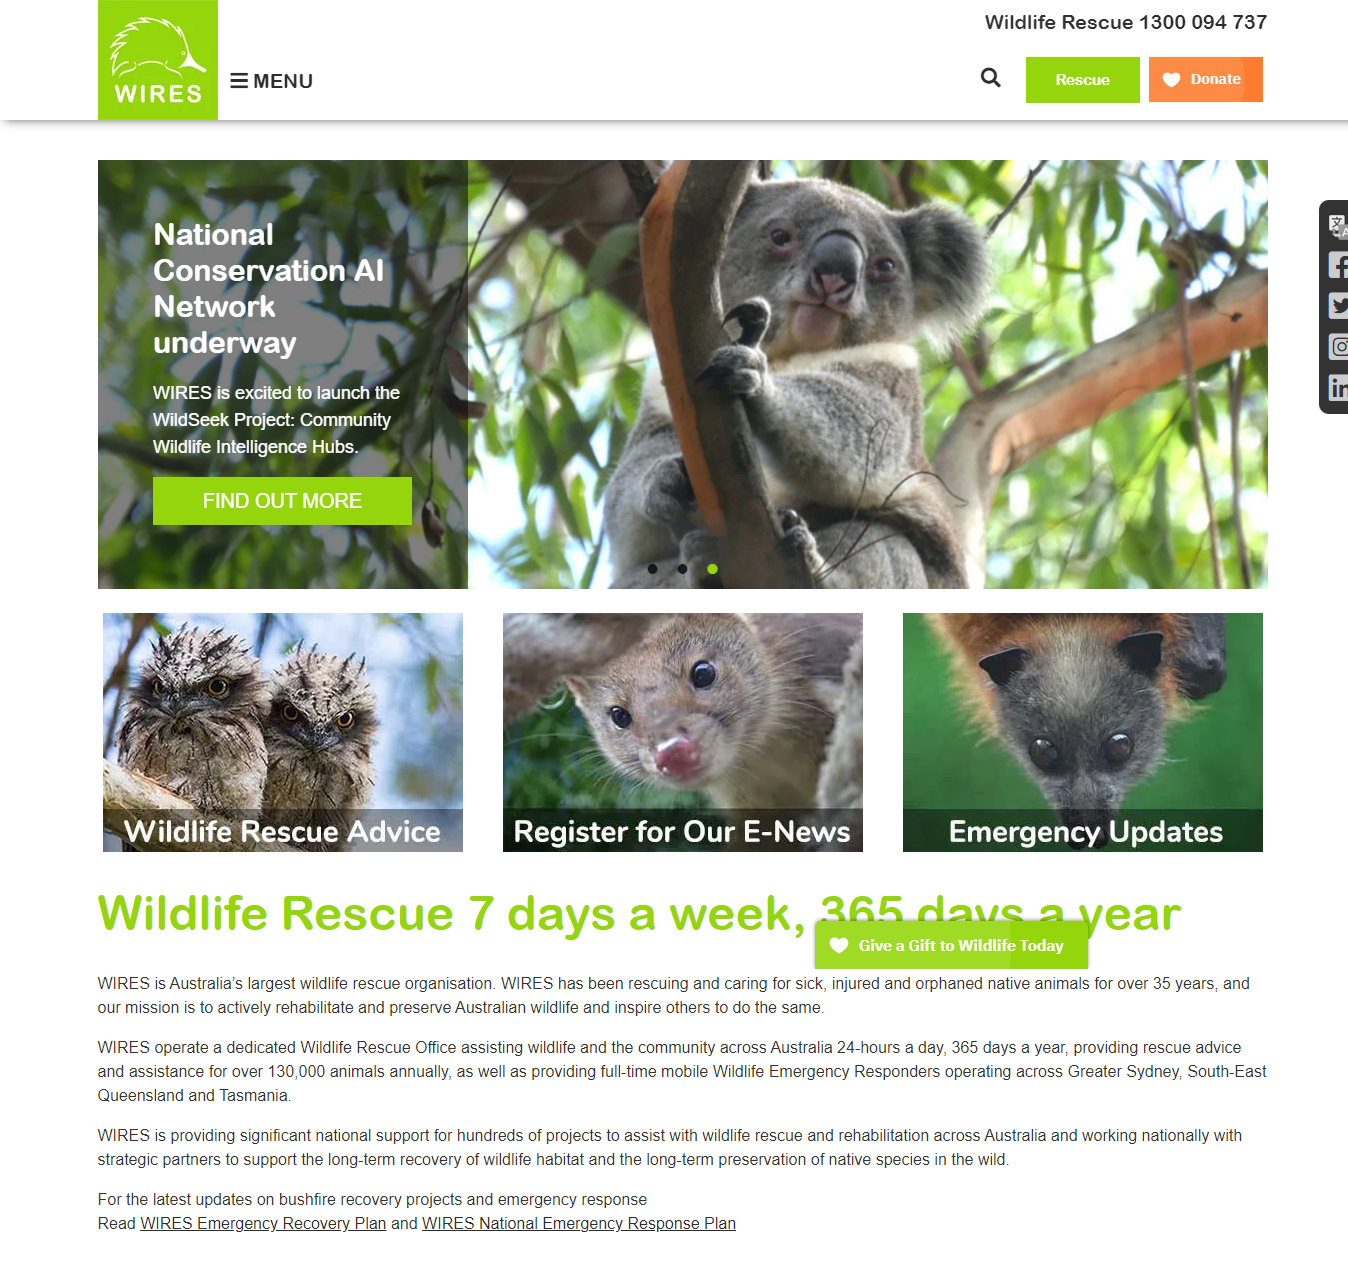 Wildlife Rescue 1300 094 737
WIRES
MENU
Rescue
Donate
National
Conservation AI
Network
underway
WIRES is excited to launch the
WildSeek Project: Community
Wildlife Intelligence Hubs.
FIND OUT MORE
Wildlife Rescue Advice
Register for Our E-News
Emergency Updates
Wildlife Rescue 7 days a week, 365 days a year
Give a Gift to Wildlife Today
WIRES is Australia’s largest wildlife rescue organisation. WIRES has been rescuing and caring for sick, injured and orphaned native animals for over 35 years, and
our mission is to actively rehabilitate and preserve Australian wildlife and inspire others to do the same.
WIRES operate a dedicated Wildlife Rescue Office assisting wildlife and the community across Australia 24-hours a day, 365 days a year, providing rescue advice
and assistance for over 130,000 animals annually, as well as providing full-time mobile Wildlife Emergency Responders operating across Greater Sydney, South-East
Queensland and Tasmania.
WIRES is providing significant national support for hundreds of projects to assist with wildlife rescue and rehabilitation across Australia and working nationally with
strategic partners to support the long-term recovery of wildlife habitat and the long-term preservation of native species in the wild.
For the latest updates on bushfire recovery projects and emergency response
Read WIRES Emergency Recovery Plan and WIRES National Emergency Response Plan